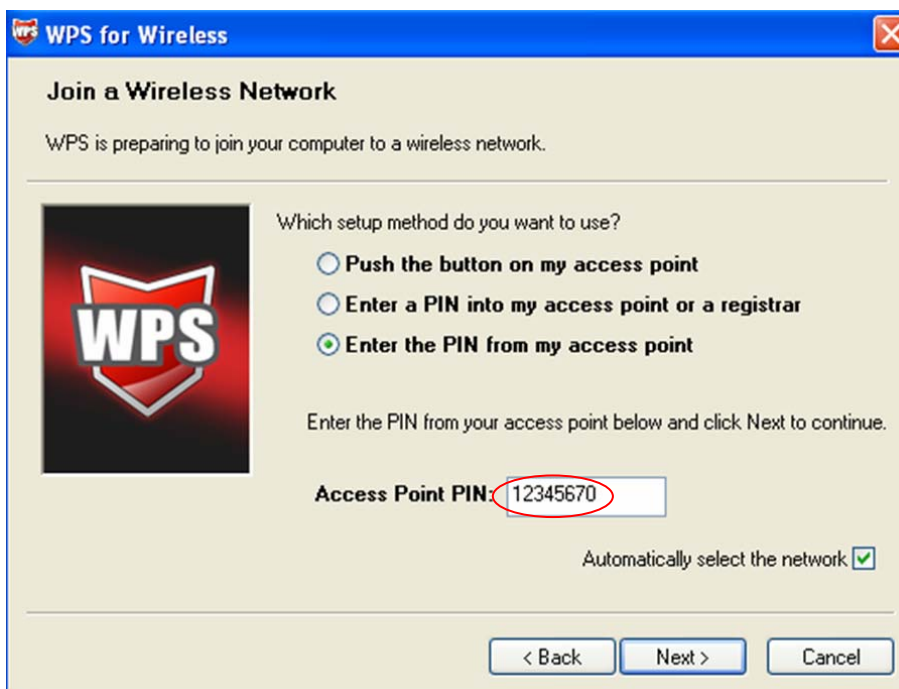 WPS for Wireless
Join a Wireless Network
WPS is preparing to join your computer to a wireless network.
WPS
Which setup method do you want to use?
Push the button on my access point
Enter a PIN into my access point or a registrar
Enter the PIN from my access point
Enter the PIN from your access point below and click Next to continue.
Access Point PIN: 12345670
Automatically select the network
< Back Next > Cancel